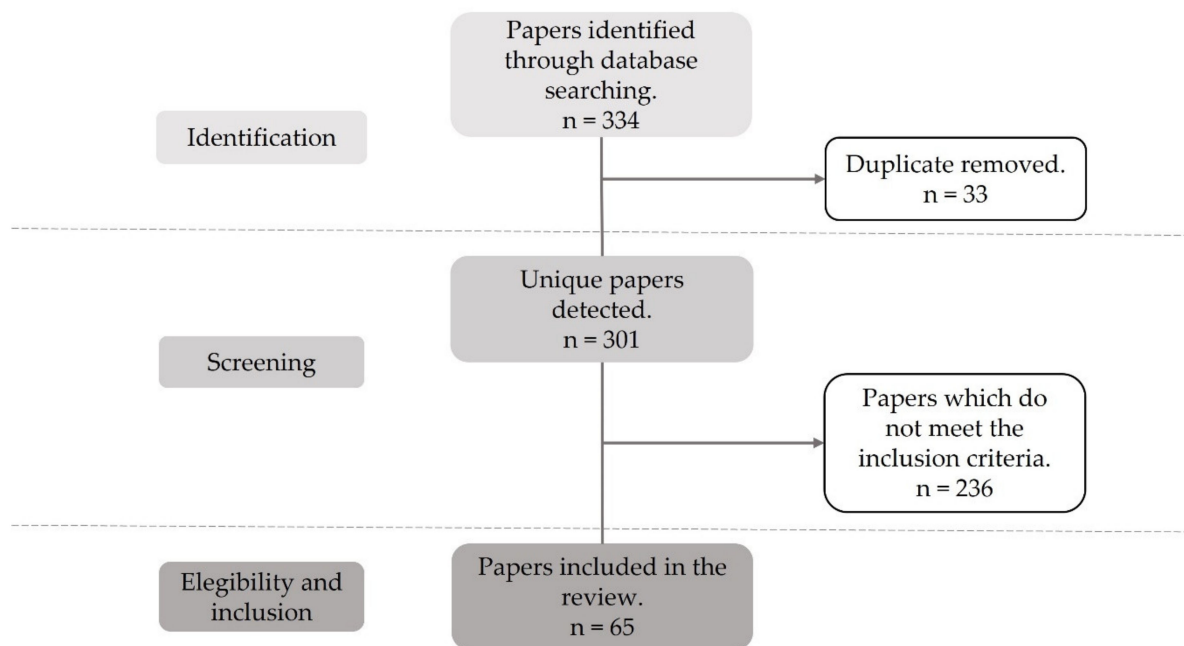 Papers identified
through database
searching.
n = 334
Identification
Duplicate removed.
n = 33
Unique papers
detected.
n = 301
Screening
Papers which do
not meet the
inclusion criteria.
n = 236
Elegibility and
inclusion
Papers included in the
review.
n = 65